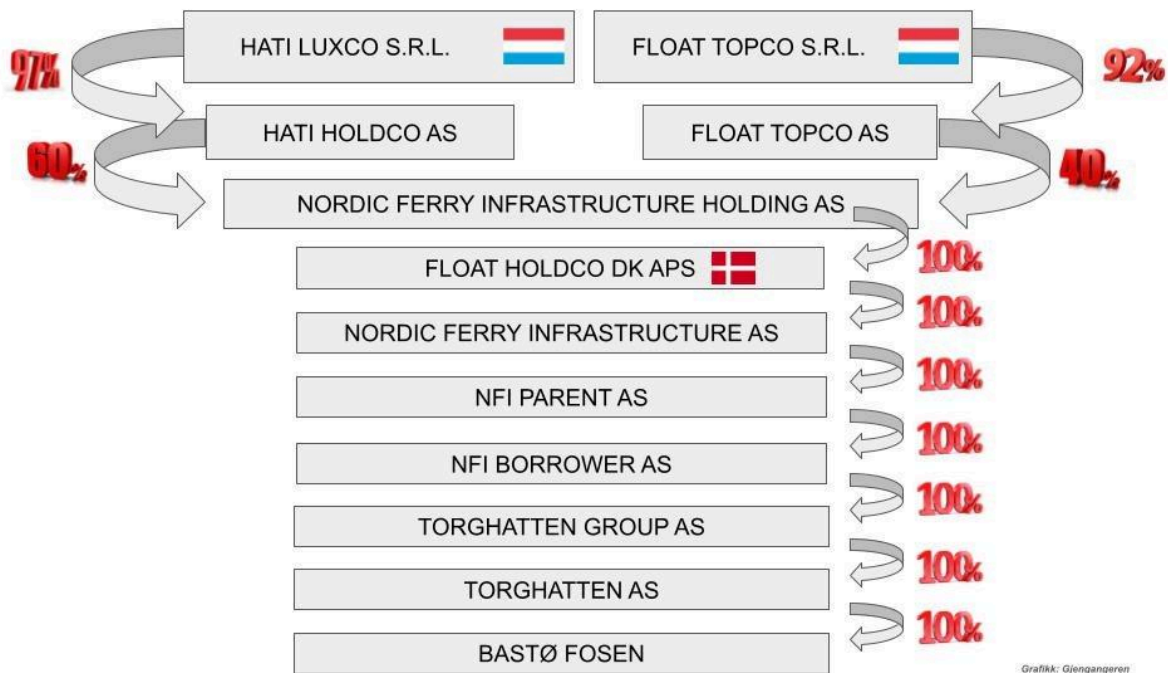 HATI LUXCO S.R.L.
FLOAT TOPCO S.R.L.
97%
92%
HATI HOLDCO AS
FLOAT TOPCO AS
60%
40%
NORDIC FERRY INFRASTRUCTURE HOLDING AS
100%
FLOAT HOLDCO DK APS
100%
NORDIC FERRY INFRASTRUCTURE AS
100%
NFI PARENT AS
100%
NFI BORROWER AS
100%
TORGHATTEN GROUP AS
100%
TORGHATTEN AS
100%
BASTØ FOSEN
Grafikk: Gjengangeren